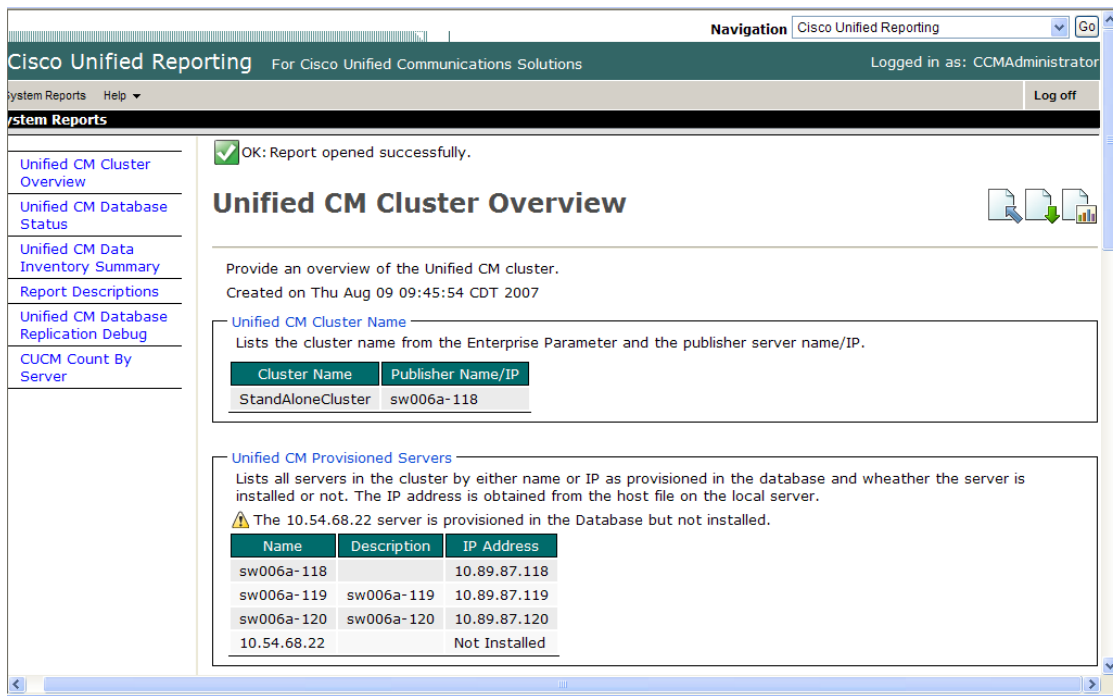 Navigation Cisco Unified Reporting Go
Cisco Unified Reporting For Cisco Unified Communications Solutions Logged in as: CCMAdministrator
System Reports Help Log off
ystem Reports
Unified CM Cluster
Overview
Unified CM Database
Status
Unified CM Data
Inventory Summary
Report Descriptions
Unified CM Database
Replication Debug
CUCM Count By
Server
OK: Report opened successfully.
Unified CM Cluster Overview
Provide an overview of the Unified CM cluster.
Created on Thu Aug 09 09:45:54 CDT 2007
Unified CM Cluster Name
Lists the cluster name from the Enterprise Parameter and the publisher server name/IP.
Cluster Name Publisher Name/IP
StandAloneCluster sw006a-118
Unified CM Provisioned Servers
Lists all servers in the cluster by either name or IP as provisioned in the database and wheather the server is
installed or not. The IP address is obtained from the host file on the local server.
The 10.54.68.22 server is provisioned in the Database but not installed.
Name Description IP Address
sw006a-118 10.89.87.118
sw006a-119 sw006a-119 10.89.87.119
sw006a-120 sw006a-120 10.89.87.120
10.54.68.22 Not Installed